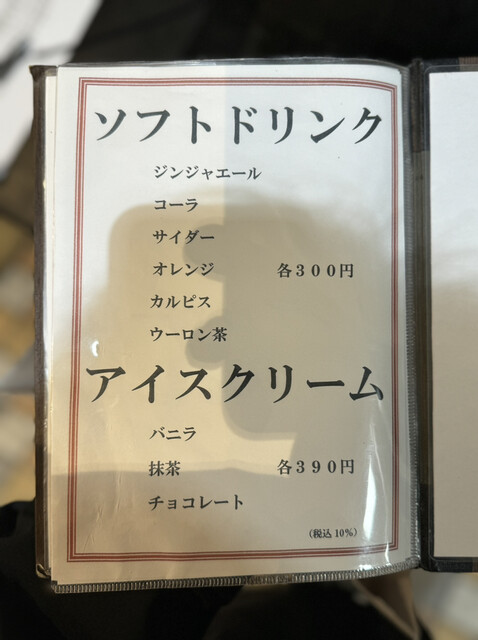 ソフトドリンク
ジンジャエール
コーラ
サイダー
オレンジ 各300円
カルピス
ウーロン茶
アイスクリーム
バニラ
抹茶 各390円
チョコレート
(税込10%)